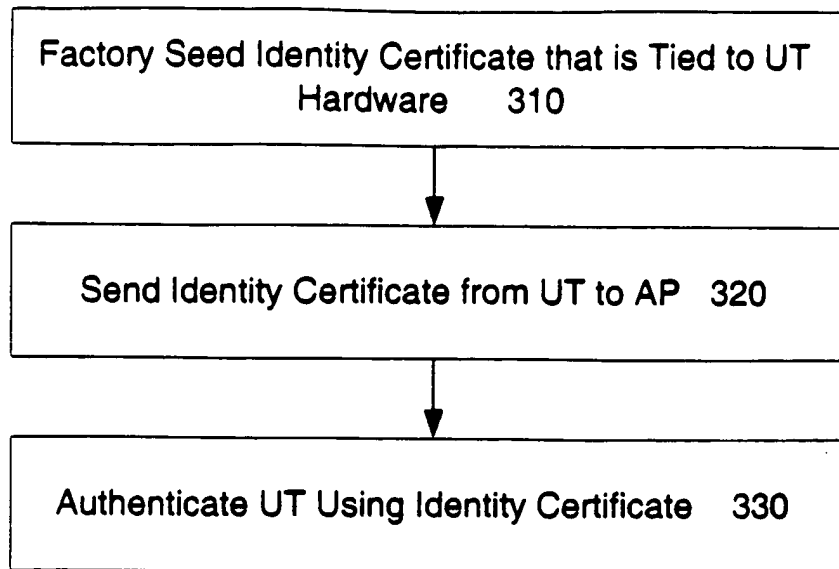 Factory Seed Identity Certificate that is Tied to UT
Hardware 310
Send Identity Certificate from UT to AP 320
Authenticate UT Using Identity Certificate 330